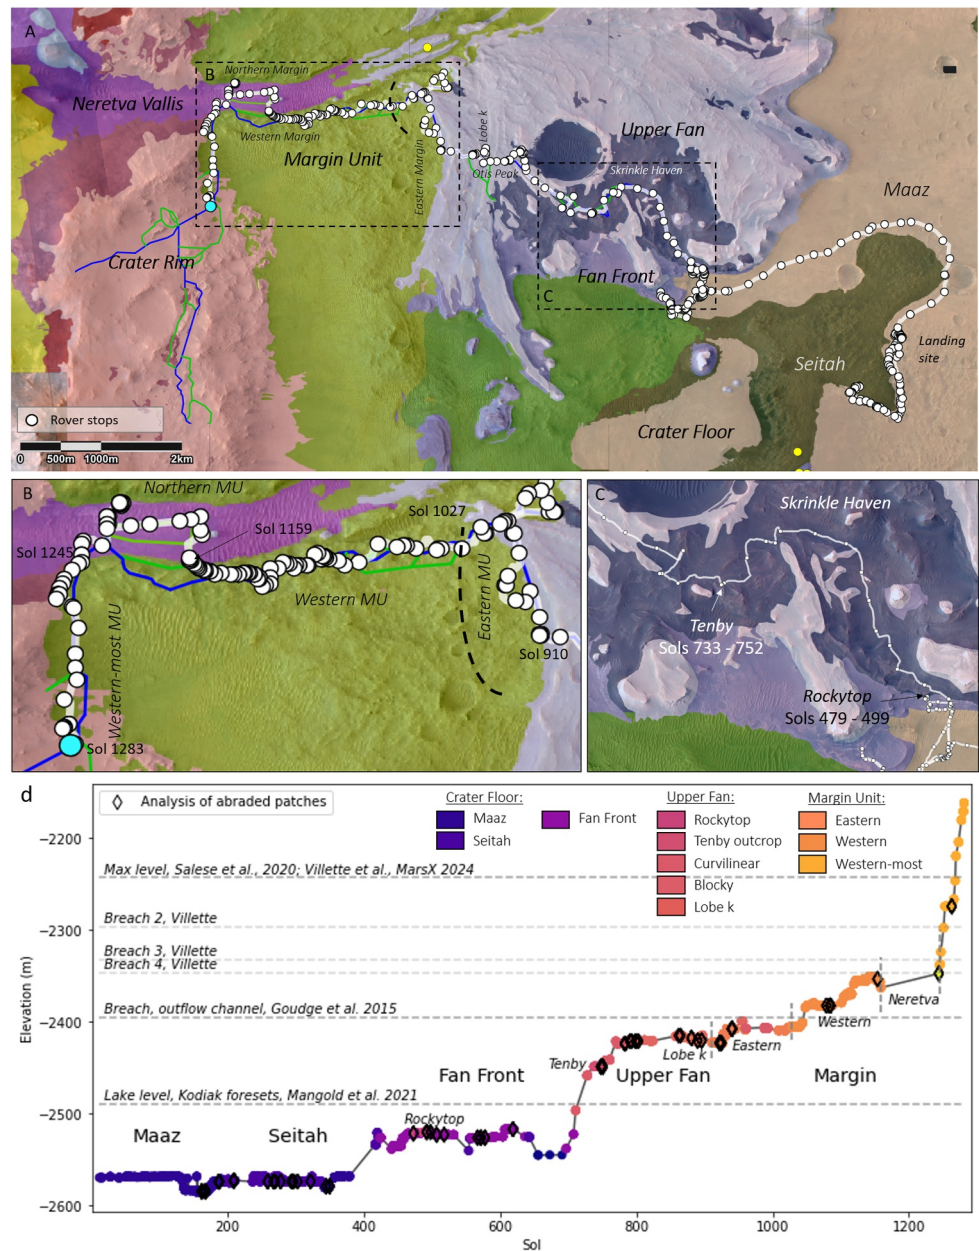 A
B
Northern Margin
Neretva Vallis
Western Margin
Margin Unit
Eastern Margin
Lobe k
Otis Peak
Upper Fan
Skrinkle Haven
Maaz
Crater Rim
Fan Front
C
Seitah
Landing
site
Crater Floor
Rover stops
0 500m 1000m 2km
B
Northern MU
Sol 1027
Sol 1159
Sol 1245
Western MU
Eastern MU
Western-most MU
Sol 910
Sol 1283
C
Skrinkle Haven
Tenby
Sols 733 - 752
Rockytop
Sols 479 - 499
d
Analysis of abraded patches
Crater Floor:
Maaz
Seitah
Fan Front
Upper Fan:
Rockytop
Tenby outcrop
Curvilinear
Blocky
Lobe k
Margin Unit:
Eastern
Western
Western-most
Max level, Salese et al., 2020; Villette et al., MarsX 2024
Breach 2, Villette
Breach 3, Villette
Breach 4, Villette
Breach, outflow channel, Goudge et al. 2015
Lake level, Kodiak foresets, Mangold et al. 2021
Neretva
Western
Eastern
Lobe k
Tenby
Rockytop
Fan Front
Upper Fan
Margin
Maaz
Seitah
Elevation (m)
−2200
−2300
−2400
−2500
−2600
200 400 600 800 1000 1200
Sol